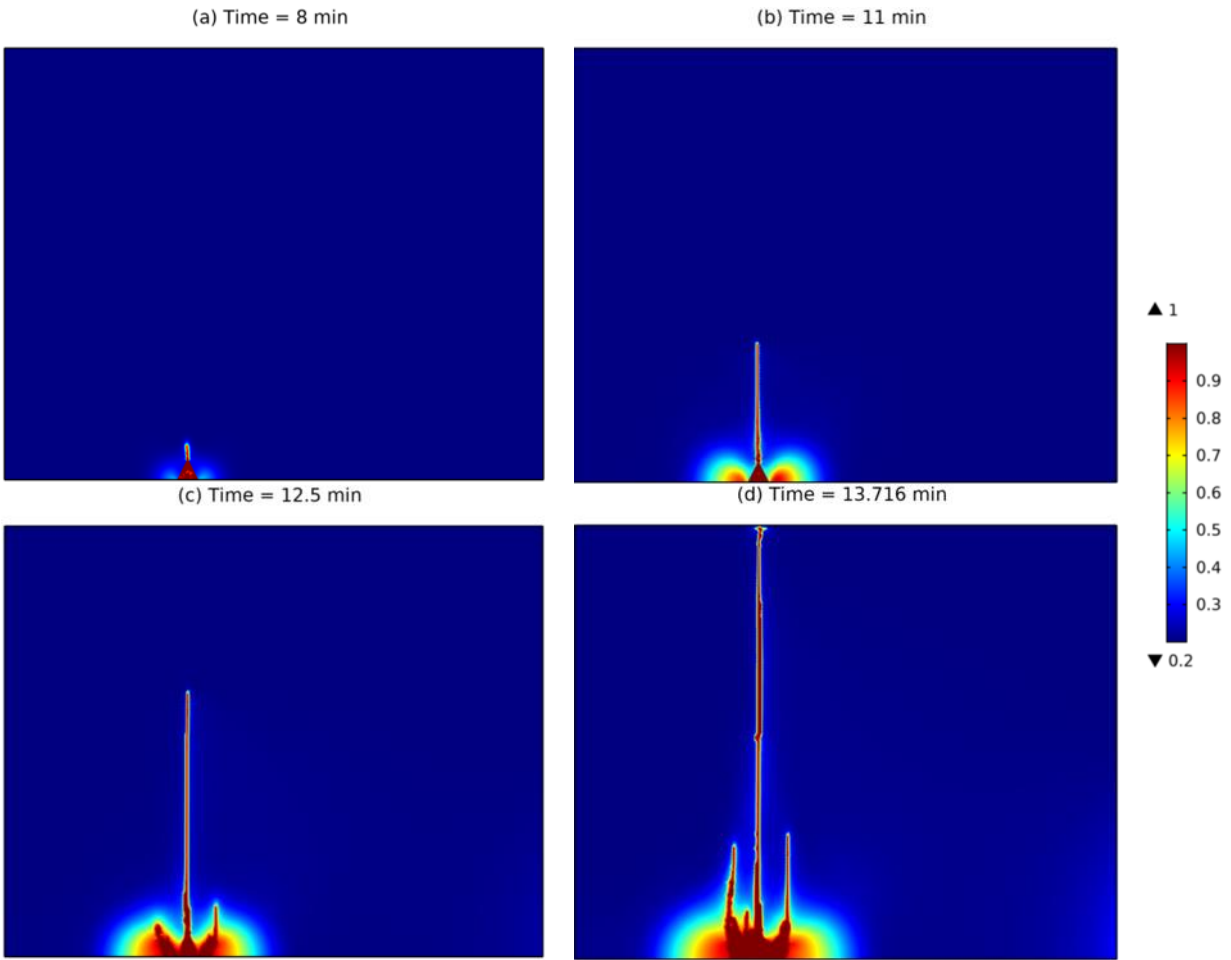 (a) Time = 8 min
(b) Time = 11 min
▲ 1
0.9
0.8
0.7
0.6
0.5
0.4
0.3
▼ 0.2
(c) Time = 12.5 min
(d) Time = 13.716 min